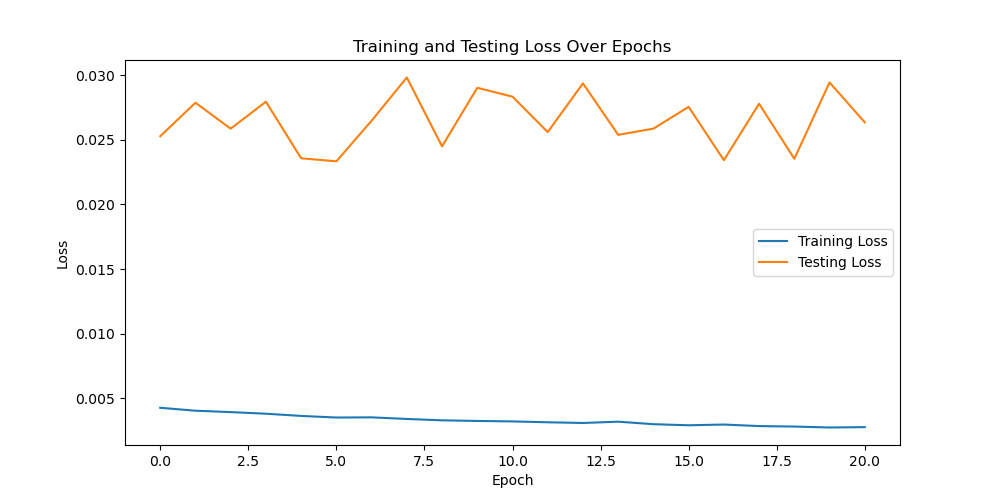 Training and Testing Loss Over Epochs
0.030
0.025
0.020
0.015
0.010
0.005
Loss
Training Loss
Testing Loss
0.0 2.5 5.0 7.5 10.0 12.5 15.0 17.5 20.0
Epoch